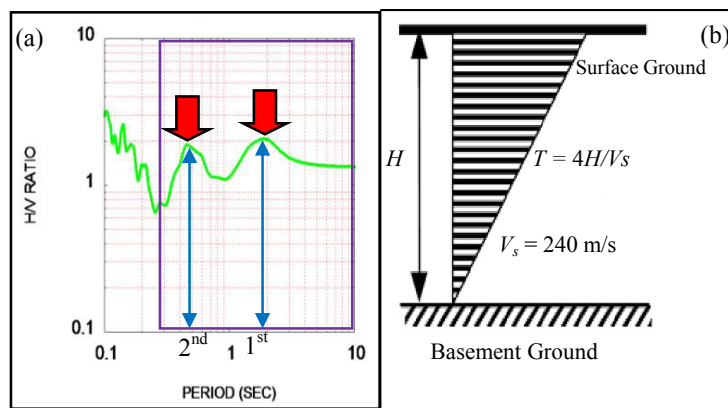 (a)
10
1
0.1
H/V RATIO
0.1
1
10
2nd
1st
PERIOD (SEC)
(b)
Surface Ground
H
T = 4H/Vs
Vs = 240 m/s
Basement Ground